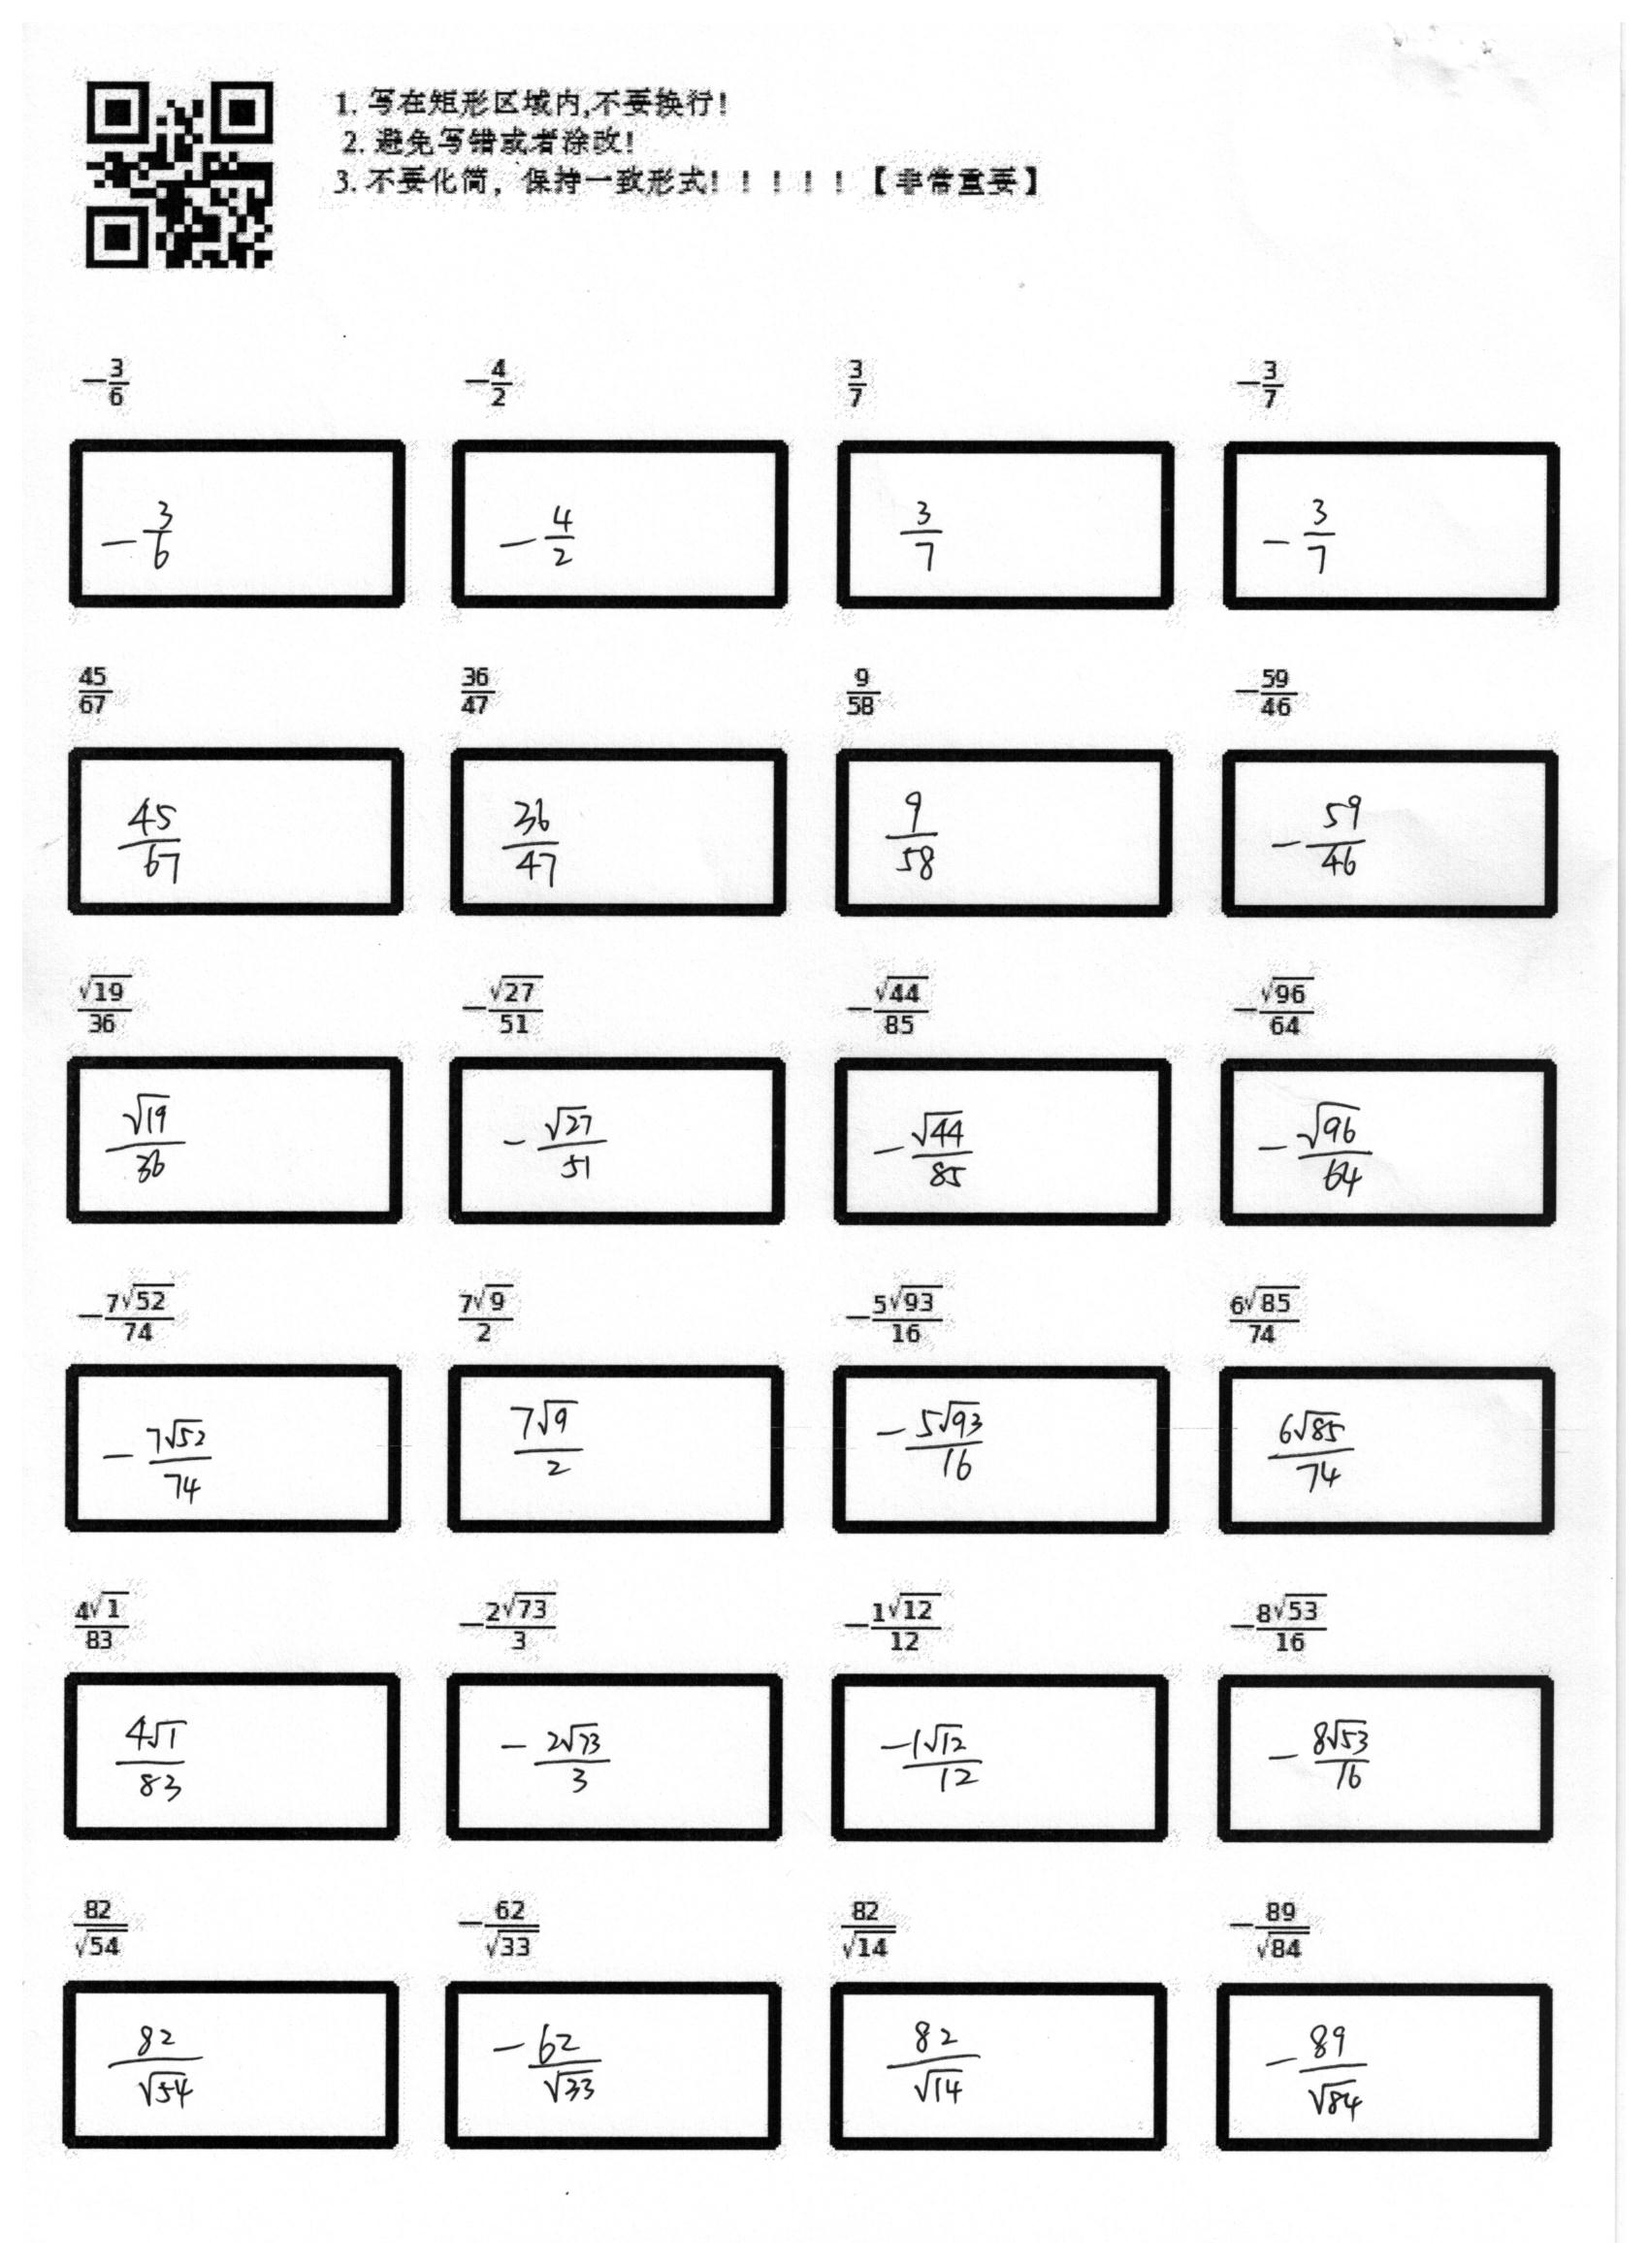 1. 写在矩形区域内,不要换行!
2. 避免写错或者涂改!
3. 不要化简，保持一致形式！！！！！【非常重要】
$-\frac{3}{6}$ $-\frac{4}{2}$ $\frac{3}{7}$ $-\frac{3}{7}$
$-\frac{3}{6}$ $-\frac{4}{2}$ $\frac{3}{7}$ $-\frac{3}{7}$
$\frac{45}{67}$ $\frac{36}{47}$ $\frac{9}{58}$ $-\frac{59}{46}$
$\frac{45}{67}$ $\frac{36}{47}$ $\frac{9}{58}$ $-\frac{59}{46}$
$\frac{\sqrt{19}}{36}$ $-\frac{\sqrt{27}}{51}$ $-\frac{\sqrt{44}}{85}$ $-\frac{\sqrt{96}}{64}$
$\frac{\sqrt{19}}{36}$ $-\frac{\sqrt{27}}{51}$ $-\frac{\sqrt{44}}{85}$ $-\frac{\sqrt{96}}{64}$
$-\frac{7\sqrt{52}}{74}$ $\frac{7\sqrt{9}}{2}$ $-\frac{5\sqrt{93}}{16}$ $\frac{6\sqrt{85}}{74}$
$-\frac{7\sqrt{52}}{74}$ $\frac{7\sqrt{9}}{2}$ $-\frac{5\sqrt{93}}{16}$ $\frac{6\sqrt{85}}{74}$
$\frac{4\sqrt{1}}{83}$ $-\frac{2\sqrt{73}}{3}$ $-\frac{1\sqrt{12}}{12}$ $-\frac{8\sqrt{53}}{16}$
$\frac{4\sqrt{1}}{83}$ $-\frac{2\sqrt{73}}{3}$ $-\frac{1\sqrt{12}}{12}$ $-\frac{8\sqrt{53}}{16}$
$\frac{82}{\sqrt{54}}$ $-\frac{62}{\sqrt{33}}$ $\frac{82}{\sqrt{14}}$ $-\frac{89}{\sqrt{84}}$
$\frac{82}{\sqrt{54}}$ $-\frac{62}{\sqrt{33}}$ $\frac{82}{\sqrt{14}}$ $-\frac{89}{\sqrt{84}}$